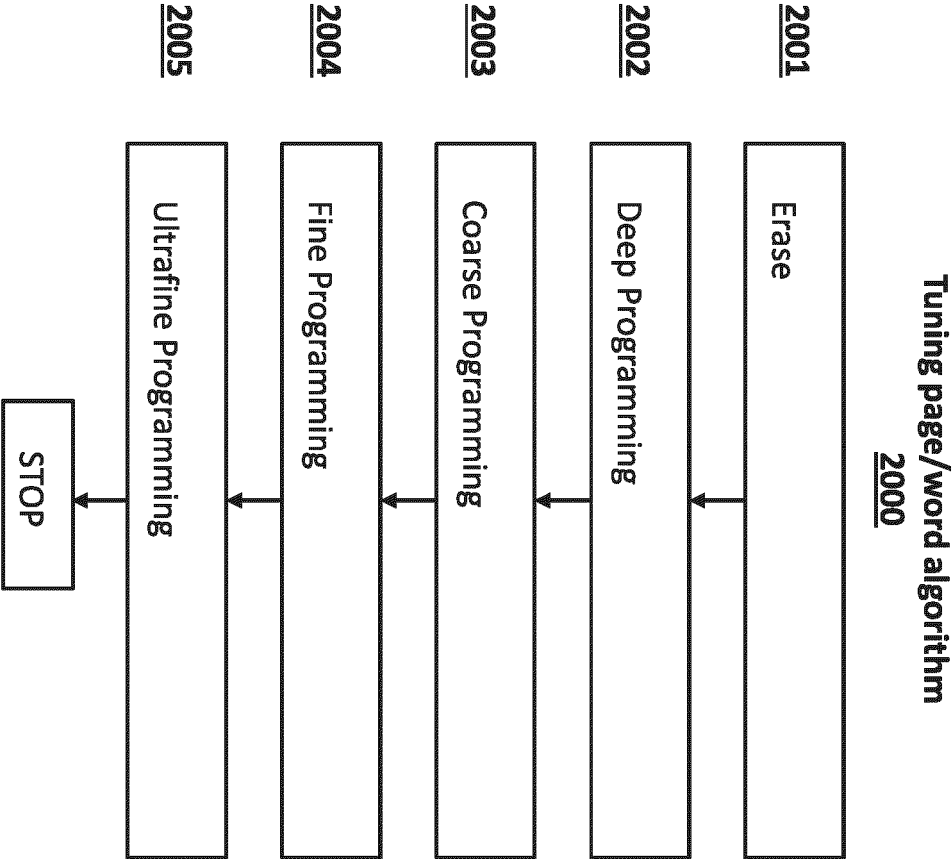 Tuning page/word algorithm
2000
2001
Erase
2002
Deep Programming
2003
Coarse Programming
2004
Fine Programming
2005
Ultrafine Programming
STOP